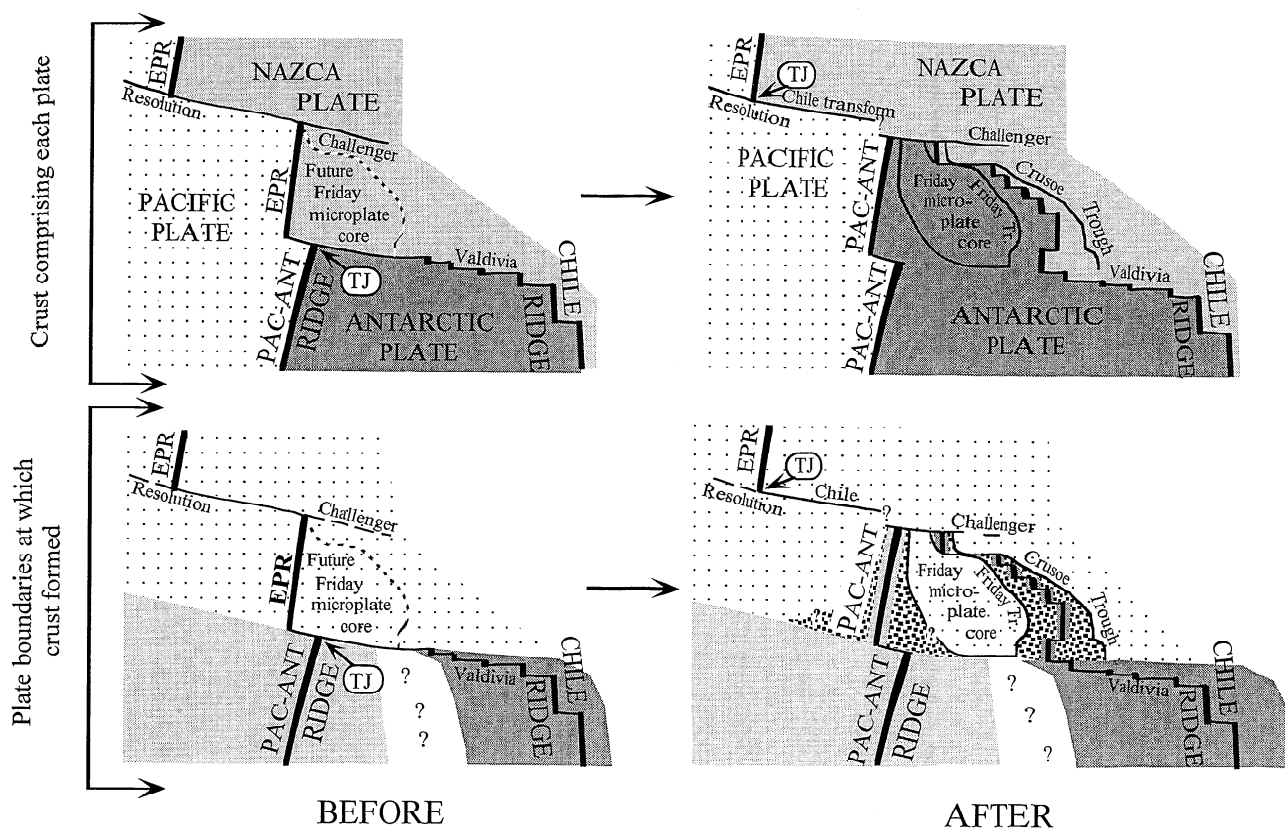 Crust comprising each plate
EPR
NAZCA
PLATE
Resolution
Challenger
Future
Friday
microplate
core
EPR
PACIFIC
PLATE
TJ
Valdivia
CHILE
RIDGE
PAC-ANT
RIDGE
ANTARCTIC
PLATE
EPR
TJ
NAZCA
PLATE
Resolution
Chile transform
?
Challenger
PACIFIC
PLATE
PAC-ANT
Friday
micro-
plate
core
Friday Tr.
Crusoe
Trough
Valdivia
CHILE
RIDGE
PAC-ANT
ANTARCTIC
PLATE
Plate boundaries at which
crust formed
EPR
Resolution
Challenger
Future
Friday
microplate
core
EPR
TJ
PAC-ANT
RIDGE
?
?
?
Valdivia
CHILE
RIDGE
EPR
TJ
Resolution
Chile
?
Challenger
PAC-ANT
Friday
micro-
plate
core
Friday Tr.
Crusoe
Trough
?
?
Valdivia
CHILE
RIDGE
PAC-ANT
RIDGE
?
?
?
BEFORE
AFTER